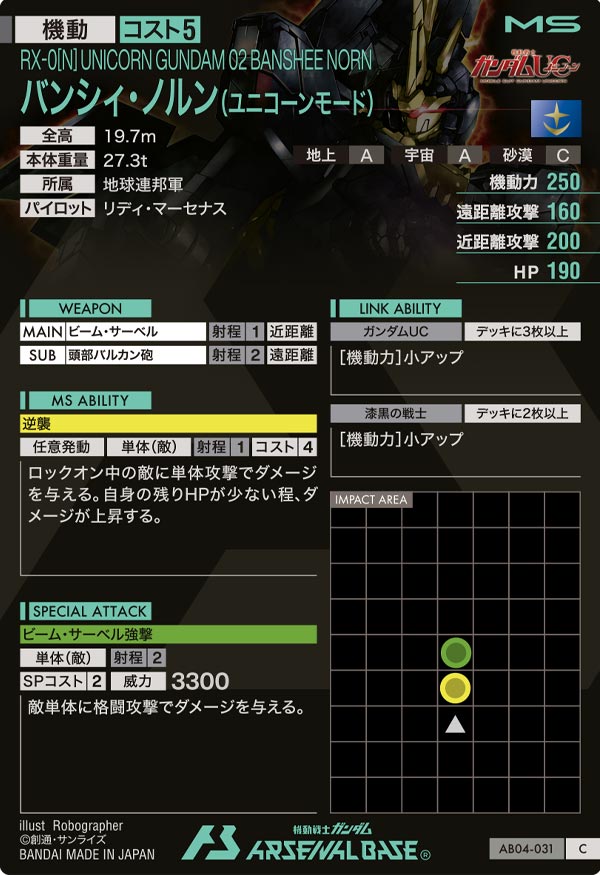 機動 コスト5 MS
RX-0[N] UNICORN GUNDAM 02 BANSHEE NORN
バンシィ・ノルン(ユニコーンモード)
機動戦士
ガンダムUC
ユニコーン
全高 19.7m
本体重量 27.3t
所属 地球連邦軍
パイロット リディ・マーセナス
地上 A 宇宙 A 砂漠 C
機動力 250
遠距離攻撃 160
近距離攻撃 200
HP 190
WEAPON
MAIN ビーム・サーベル 射程 1 近距離
SUB 頭部バルカン砲 射程 2 遠距離
MS ABILITY
逆襲
任意発動 単体(敵) 射程 1 コスト 4
ロックオン中の敵に単体攻撃でダメージ
を与える。自身の残りHPが少ない程、ダ
メージが上昇する。
SPECIAL ATTACK
ビーム・サーベル強撃
単体(敵) 射程 2
SPコスト 2 威力 3300
敵単体に格闘攻撃でダメージを与える。
LINK ABILITY
ガンダムUC デッキに3枚以上
[機動力]小アップ
漆黒の戦士 デッキに2枚以上
[機動力]小アップ
IMPACT AREA
illust Robographer
©創通・サンライズ
BANDAI MADE IN JAPAN
機動戦士ガンダム
ARSENAL BASE®
AB04-031 C